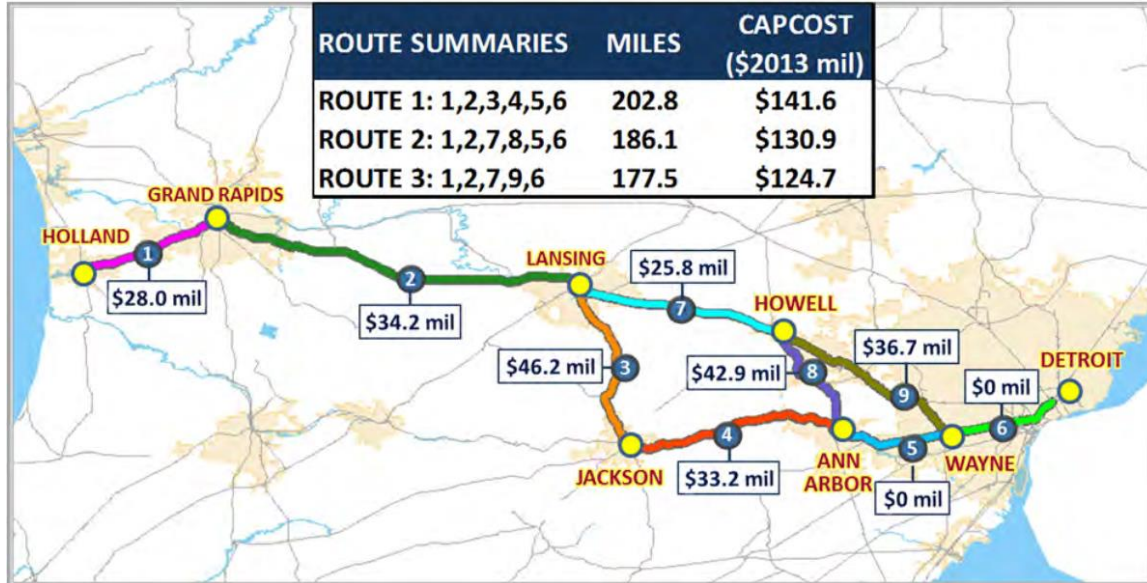 ROUTE SUMMARIES MILES CAPCOST ($2013 mil)
ROUTE 1: 1,2,3,4,5,6 202.8 $141.6
ROUTE 2: 1,2,7,8,5,6 186.1 $130.9
ROUTE 3: 1,2,7,9,6 177.5 $124.7
GRAND RAPIDS
HOLLAND
1
$28.0 mil
2
$34.2 mil
LANSING
$25.8 mil
7
HOWELL
$46.2 mil
3
$42.9 mil
8
$36.7 mil
9
DETROIT
$0 mil
6
JACKSON
4
$33.2 mil
ANN
ARBOR
5
$0 mil
WAYNE